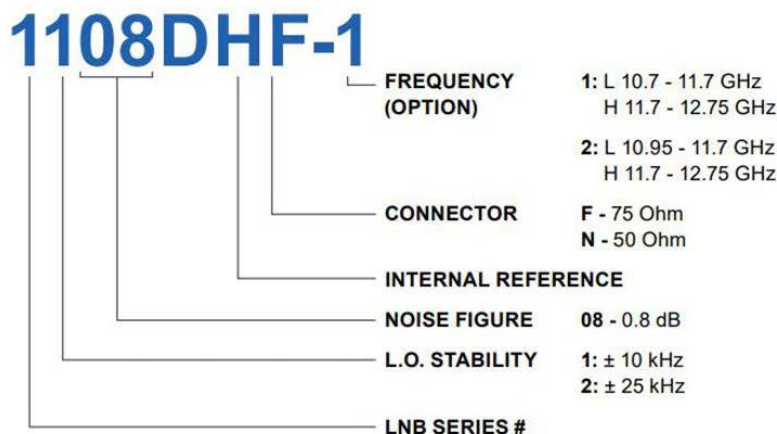 1108DHF-1
FREQUENCY 1: L 10.7 - 11.7 GHz
(OPTION) H 11.7 - 12.75 GHz
2: L 10.95 - 11.7 GHz
H 11.7 - 12.75 GHz
CONNECTOR F - 75 Ohm
N - 50 Ohm
INTERNAL REFERENCE
NOISE FIGURE 08 - 0.8 dB
L.O. STABILITY 1: ± 10 kHz
2: ± 25 kHz
LNB SERIES #